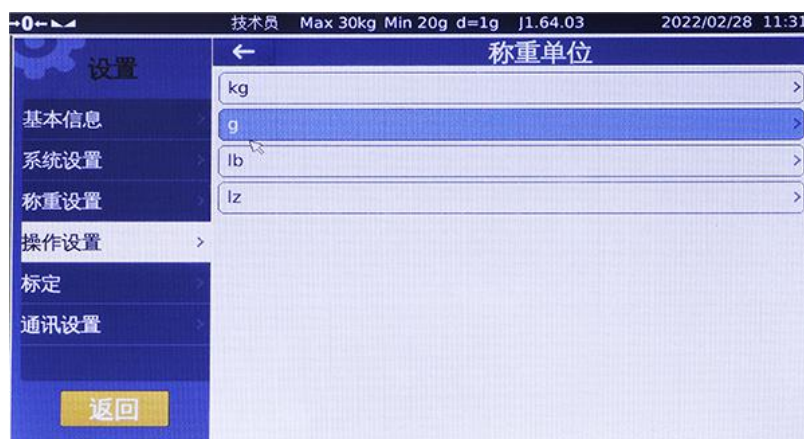 →0← 技术员 Max 30kg Min 20g d=1g J1.64.03 2022/02/28 11:31
设置
← 称重单位
基本信息
系统设置
称重设置
操作设置
标定
通讯设置
返回
kg
g
lb
lz